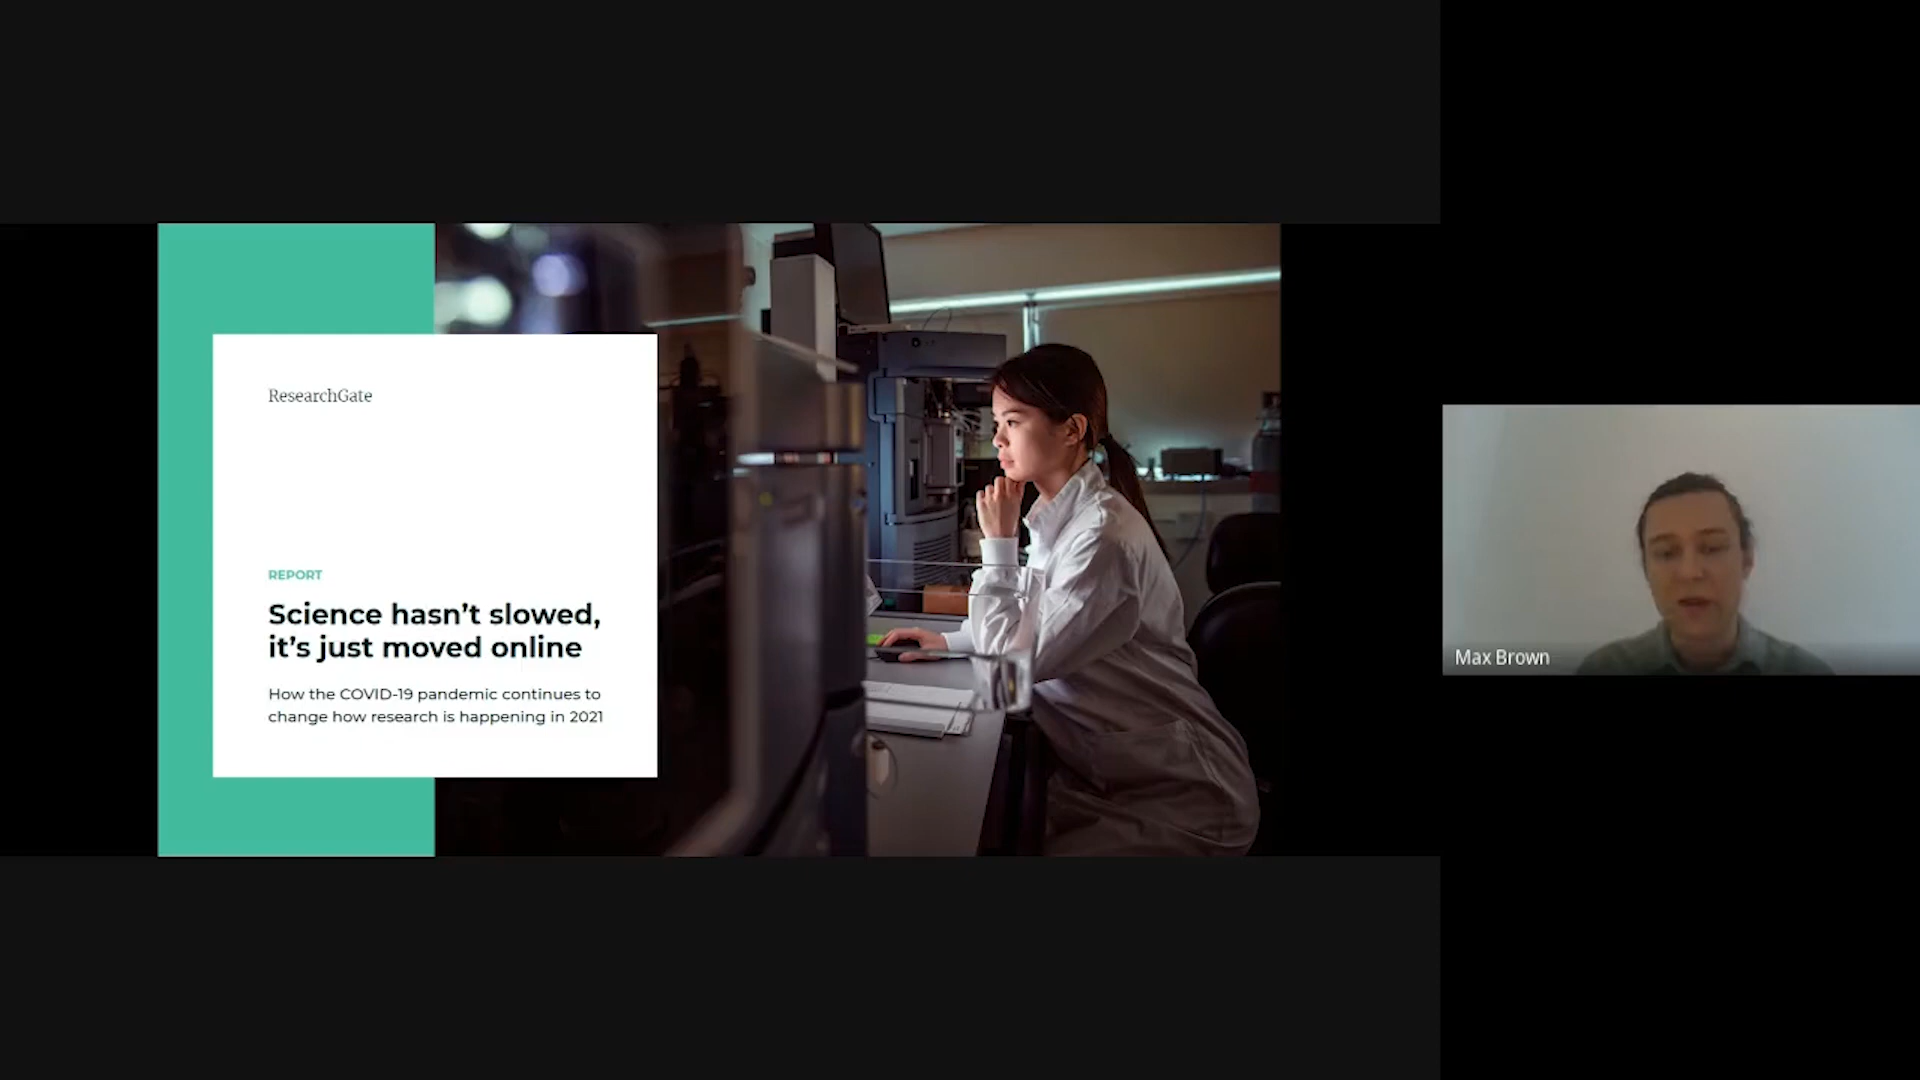 ResearchGate
REPORT
Science hasn’t slowed,
it’s just moved online
How the COVID-19 pandemic continues to
change how research is happening in 2021
Max Brown